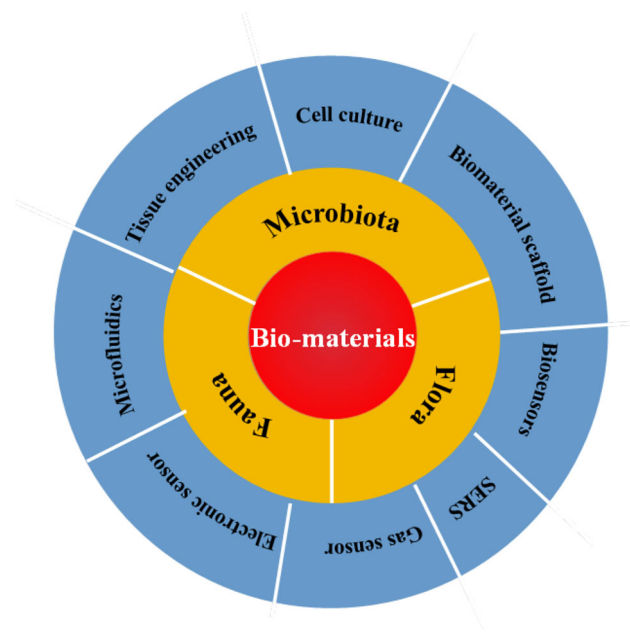 Cell culture
Biomaterial scaffold
Biosensors
SERS
Gas sensor
Electronic sensor
Microfluidics
Tissue engineering
Microbiota
Flora
Fauna
Bio-materials